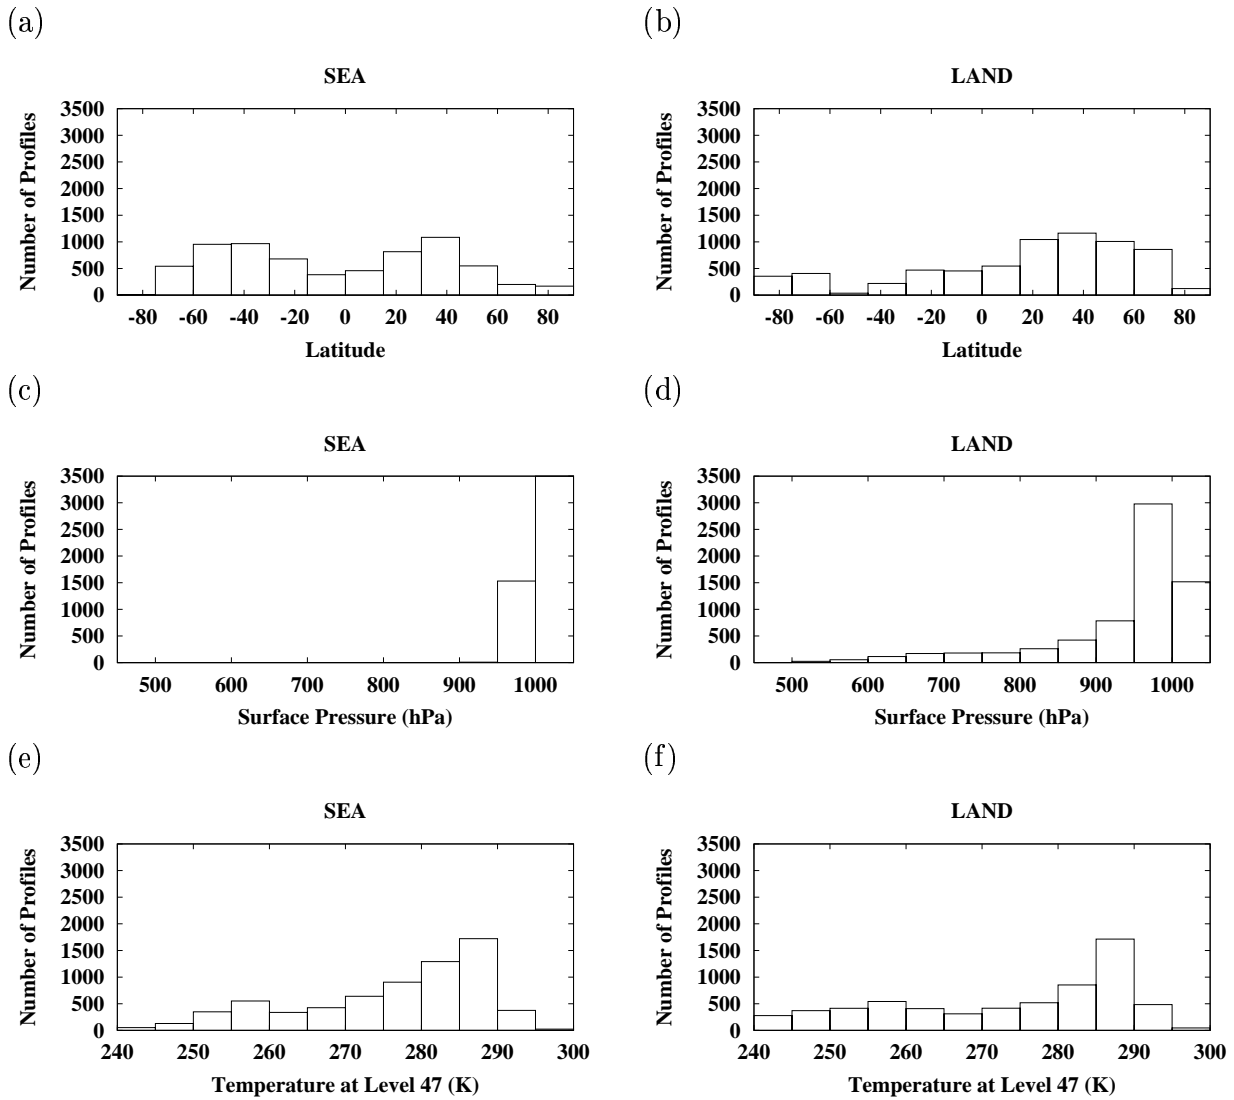 (a)
SEA
Number of Profiles
3500
3000
2500
2000
1500
1000
500
0
-80 -60 -40 -20 0 20 40 60 80
Latitude
(b)
LAND
Number of Profiles
3500
3000
2500
2000
1500
1000
500
0
-80 -60 -40 -20 0 20 40 60 80
Latitude
(c)
SEA
Number of Profiles
3500
3000
2500
2000
1500
1000
500
0
500 600 700 800 900 1000
Surface Pressure (hPa)
(d)
LAND
Number of Profiles
3500
3000
2500
2000
1500
1000
500
0
500 600 700 800 900 1000
Surface Pressure (hPa)
(e)
SEA
Number of Profiles
3500
3000
2500
2000
1500
1000
500
0
240 250 260 270 280 290 300
Temperature at Level 47 (K)
(f)
LAND
Number of Profiles
3500
3000
2500
2000
1500
1000
500
0
240 250 260 270 280 290 300
Temperature at Level 47 (K)